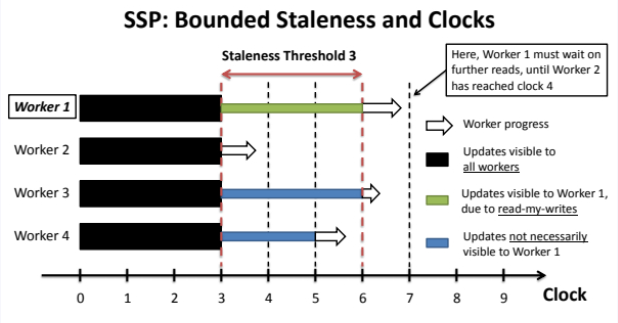 SSP: Bounded Staleness and Clocks
Staleness Threshold 3
Here, Worker 1 must wait on
further reads, until Worker 2
has reached clock 4
Worker 1
Worker 2
Worker 3
Worker 4
Worker progress
Updates visible to
all workers
Updates visible to Worker 1,
due to read-my-writes
Updates not necessarily
visible to Worker 1
0 1 2 3 4 5 6 7 8 9 Clock